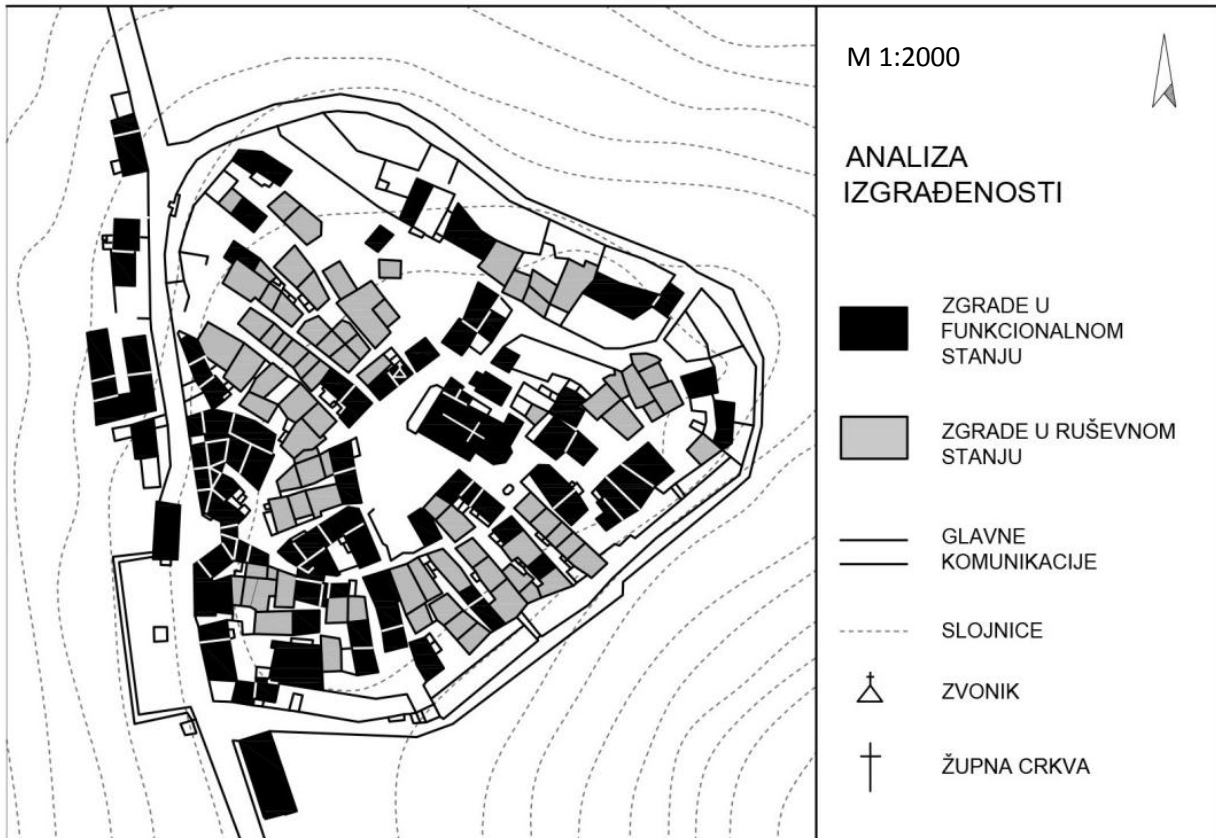 M 1:2000
ANALIZA
IZGRAĐENOSTI
ZGRADE U
FUNKCIONALNOM
STANJU
ZGRADE U RUŠEVNOM
STANJU
GLAVNE
KOMUNIKACIJE
SLOJNICE
ZVONIK
ŽUPNA CRKVA